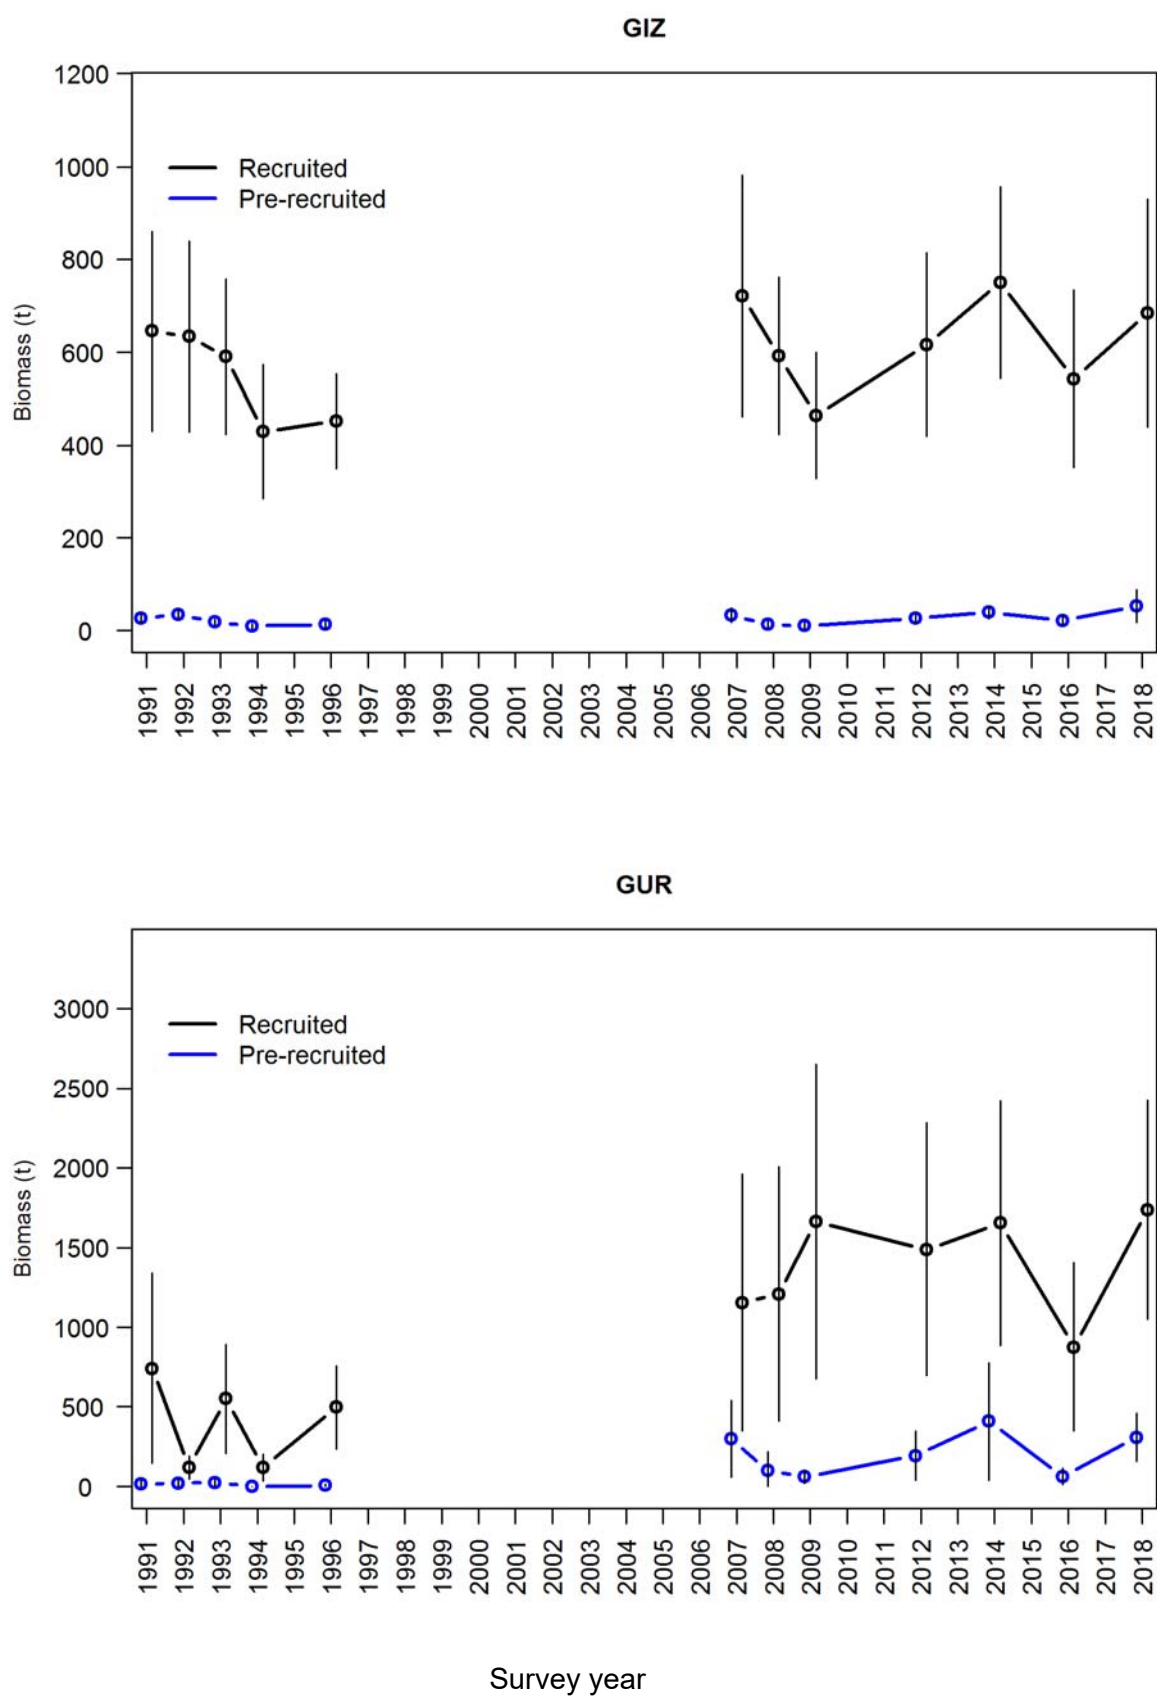 GIZ
1200
1000
800
600
400
200
0
Biomass (t)
Recruited
Pre-recruited
1991 1992 1993 1994 1995 1996 1997 1998 1999 2000 2001 2002 2003 2004 2005 2006 2007 2008 2009 2010 2011 2012 2013 2014 2015 2016 2017 2018
GUR
3000
2500
2000
1500
1000
500
0
Biomass (t)
Recruited
Pre-recruited
1991 1992 1993 1994 1995 1996 1997 1998 1999 2000 2001 2002 2003 2004 2005 2006 2007 2008 2009 2010 2011 2012 2013 2014 2015 2016 2017 2018
Survey year